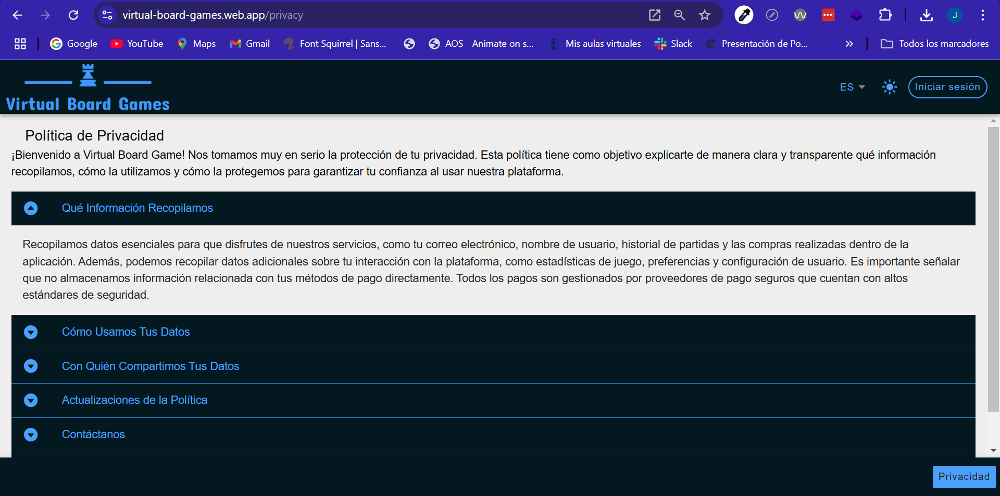 virtual-board-games.web.app/privacy
J
Google
YouTube
Maps
Gmail
Font Squirrel | Sans...
AOS - Animate on s...
Mis aulas virtuales
Slack
Presentación de Po...
Todos los marcadores
Virtual Board Games
ES
Iniciar sesión
Política de Privacidad
¡Bienvenido a Virtual Board Game! Nos tomamos muy en serio la protección de tu privacidad. Esta política tiene como objetivo explicarte de manera clara y transparente qué información
recopilamos, cómo la utilizamos y cómo la protegemos para garantizar tu confianza al usar nuestra plataforma.
Qué Información Recopilamos
Recopilamos datos esenciales para que disfrutes de nuestros servicios, como tu correo electrónico, nombre de usuario, historial de partidas y las compras realizadas dentro de la
aplicación. Además, podemos recopilar datos adicionales sobre tu interacción con la plataforma, como estadísticas de juego, preferencias y configuración de usuario. Es importante señalar
que no almacenamos información relacionada con tus métodos de pago directamente. Todos los pagos son gestionados por proveedores de pago seguros que cuentan con altos
estándares de seguridad.
Cómo Usamos Tus Datos
Con Quién Compartimos Tus Datos
Actualizaciones de la Política
Contáctanos
Privacidad